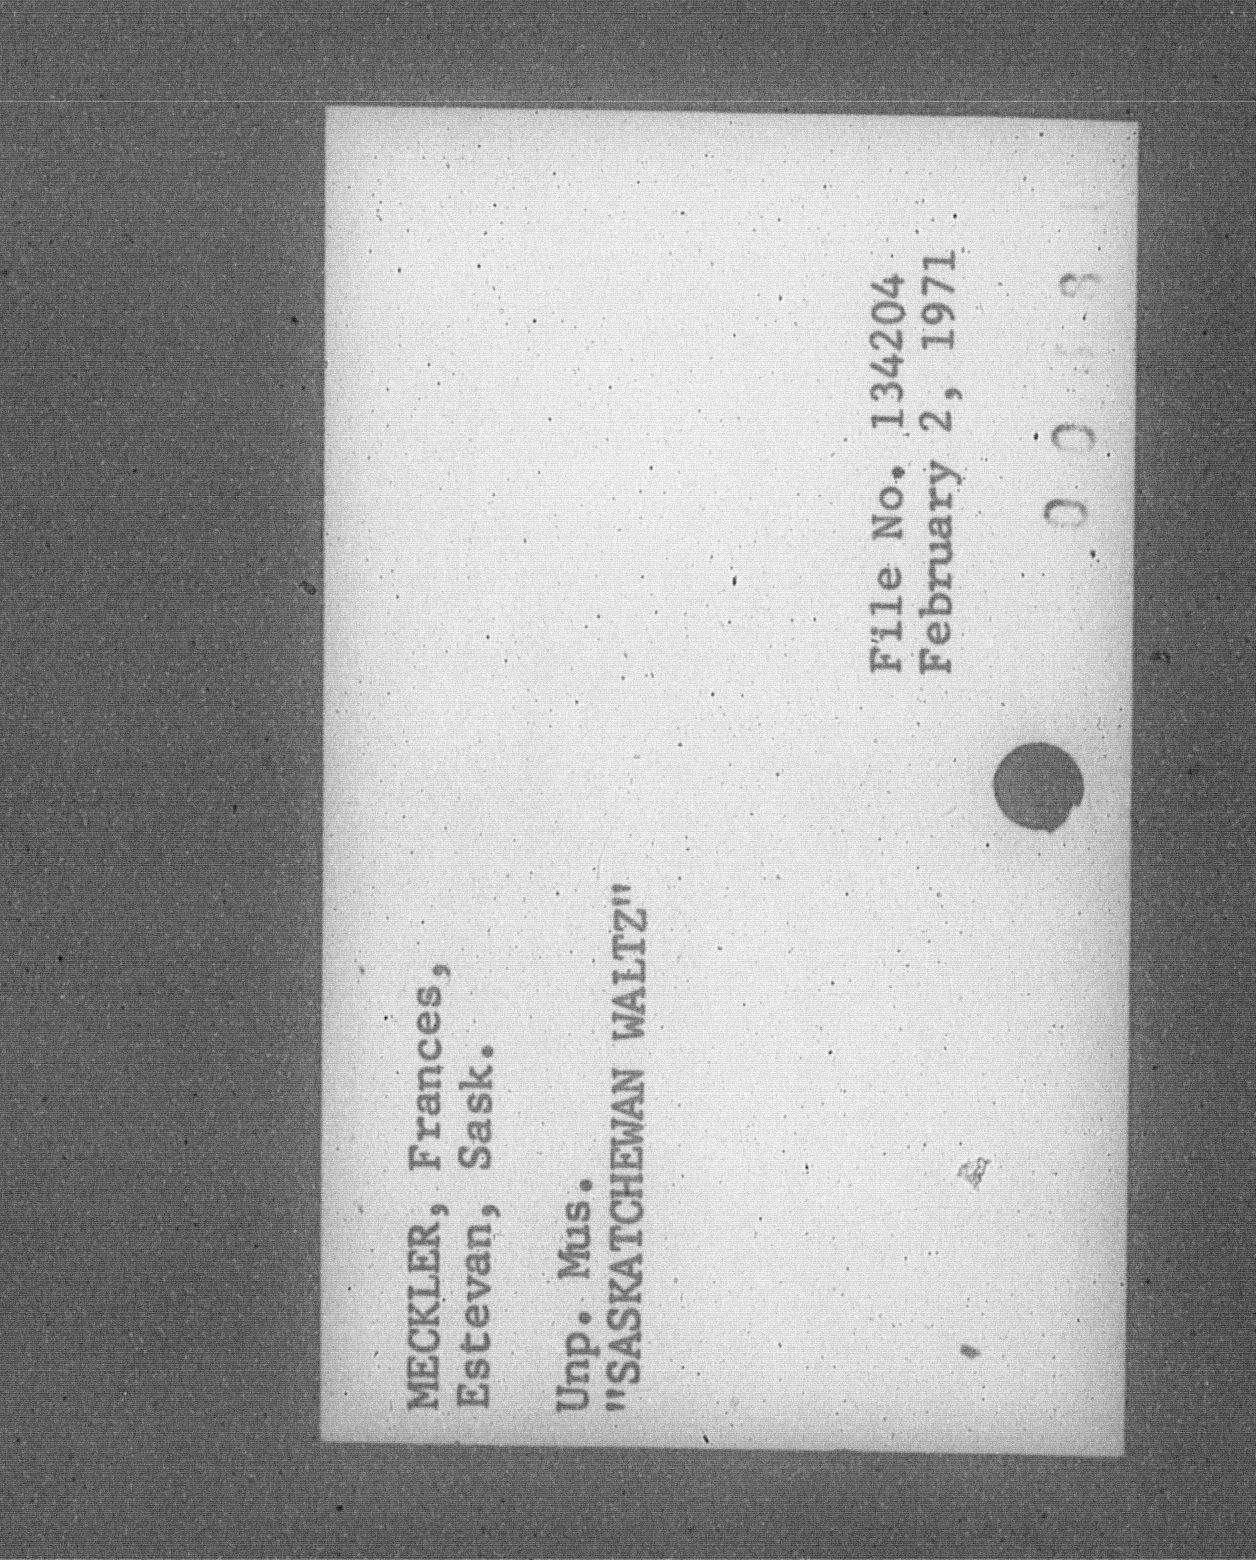 MECKLER, Frances,
Estevan, Sask.
Unp. Mus.
"SASKATCHEWAN WALTZ"
File No. 134204
February 2, 1971